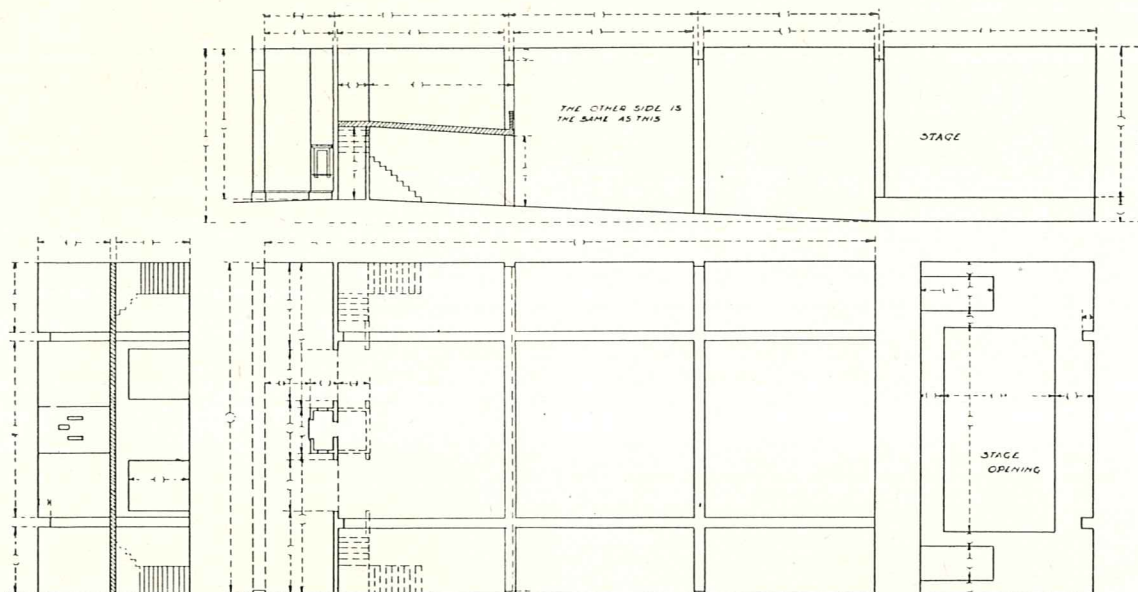 THE OTHER SIDE IS
THE SAME AS THIS
STAGE
STAGE
OPENING